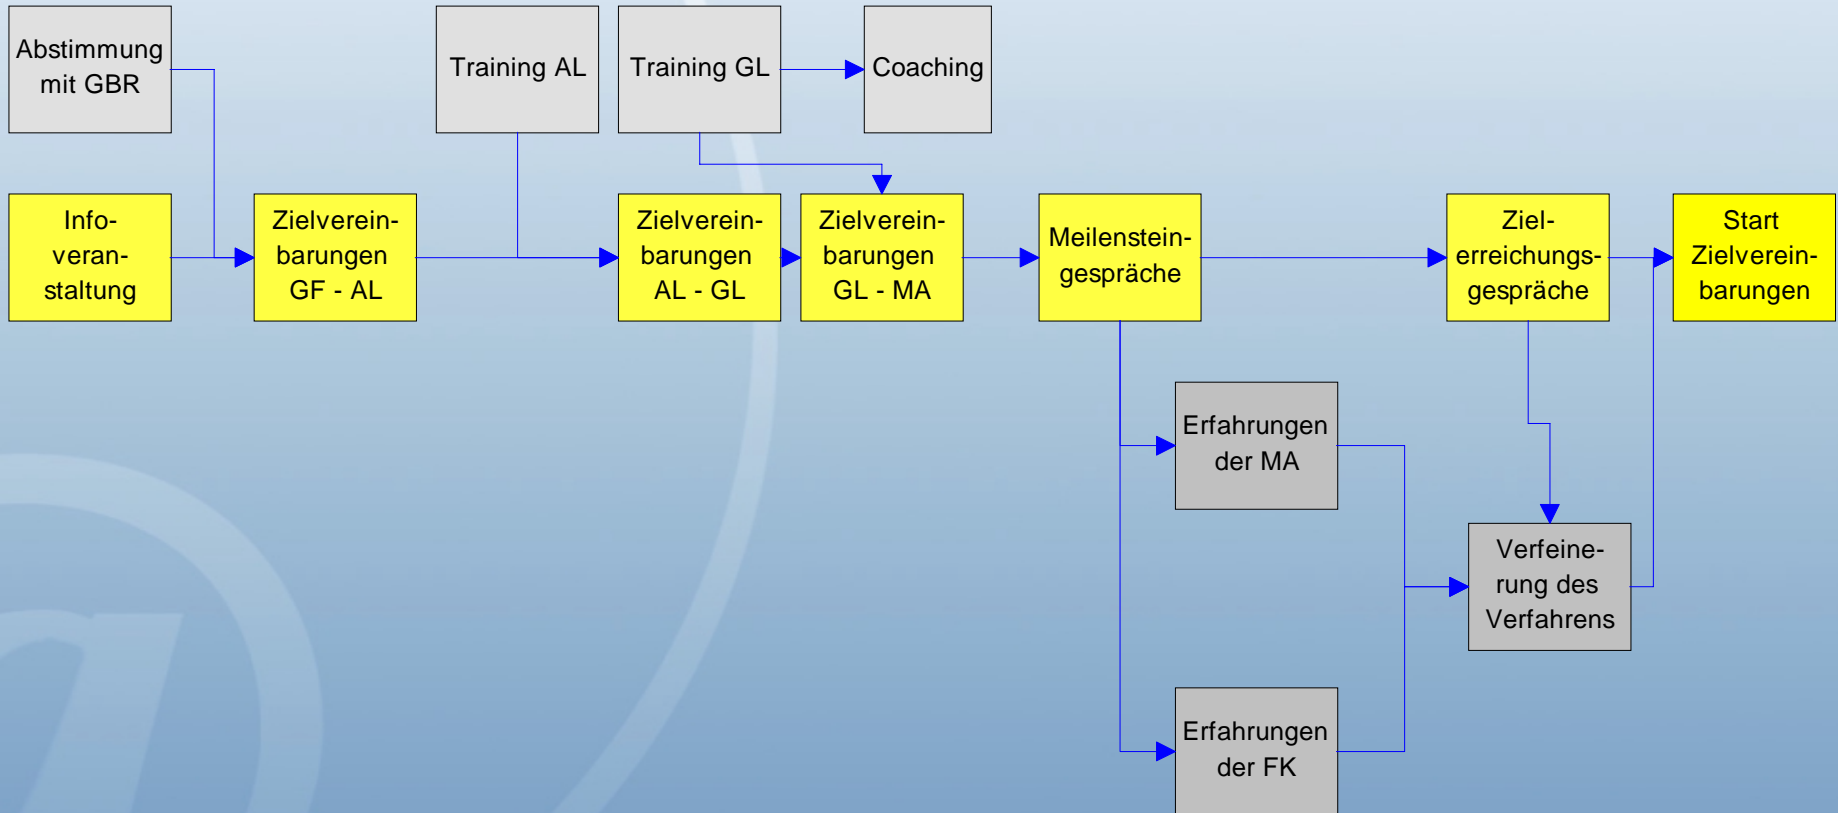 Abstimmung
mit GBR
Training AL
Training GL
Coaching
Info-
veran-
staltung
Zielverein-
barungen
GF - AL
Zielverein-
barungen
AL - GL
Zielverein-
barungen
GL - MA
Meilenstein-
gespräche
Ziel-
erreichungs-
gespräche
Start
Zielverein-
barungen
Erfahrungen
der MA
Verfeine-
rung des
Verfahrens
Erfahrungen
der FK